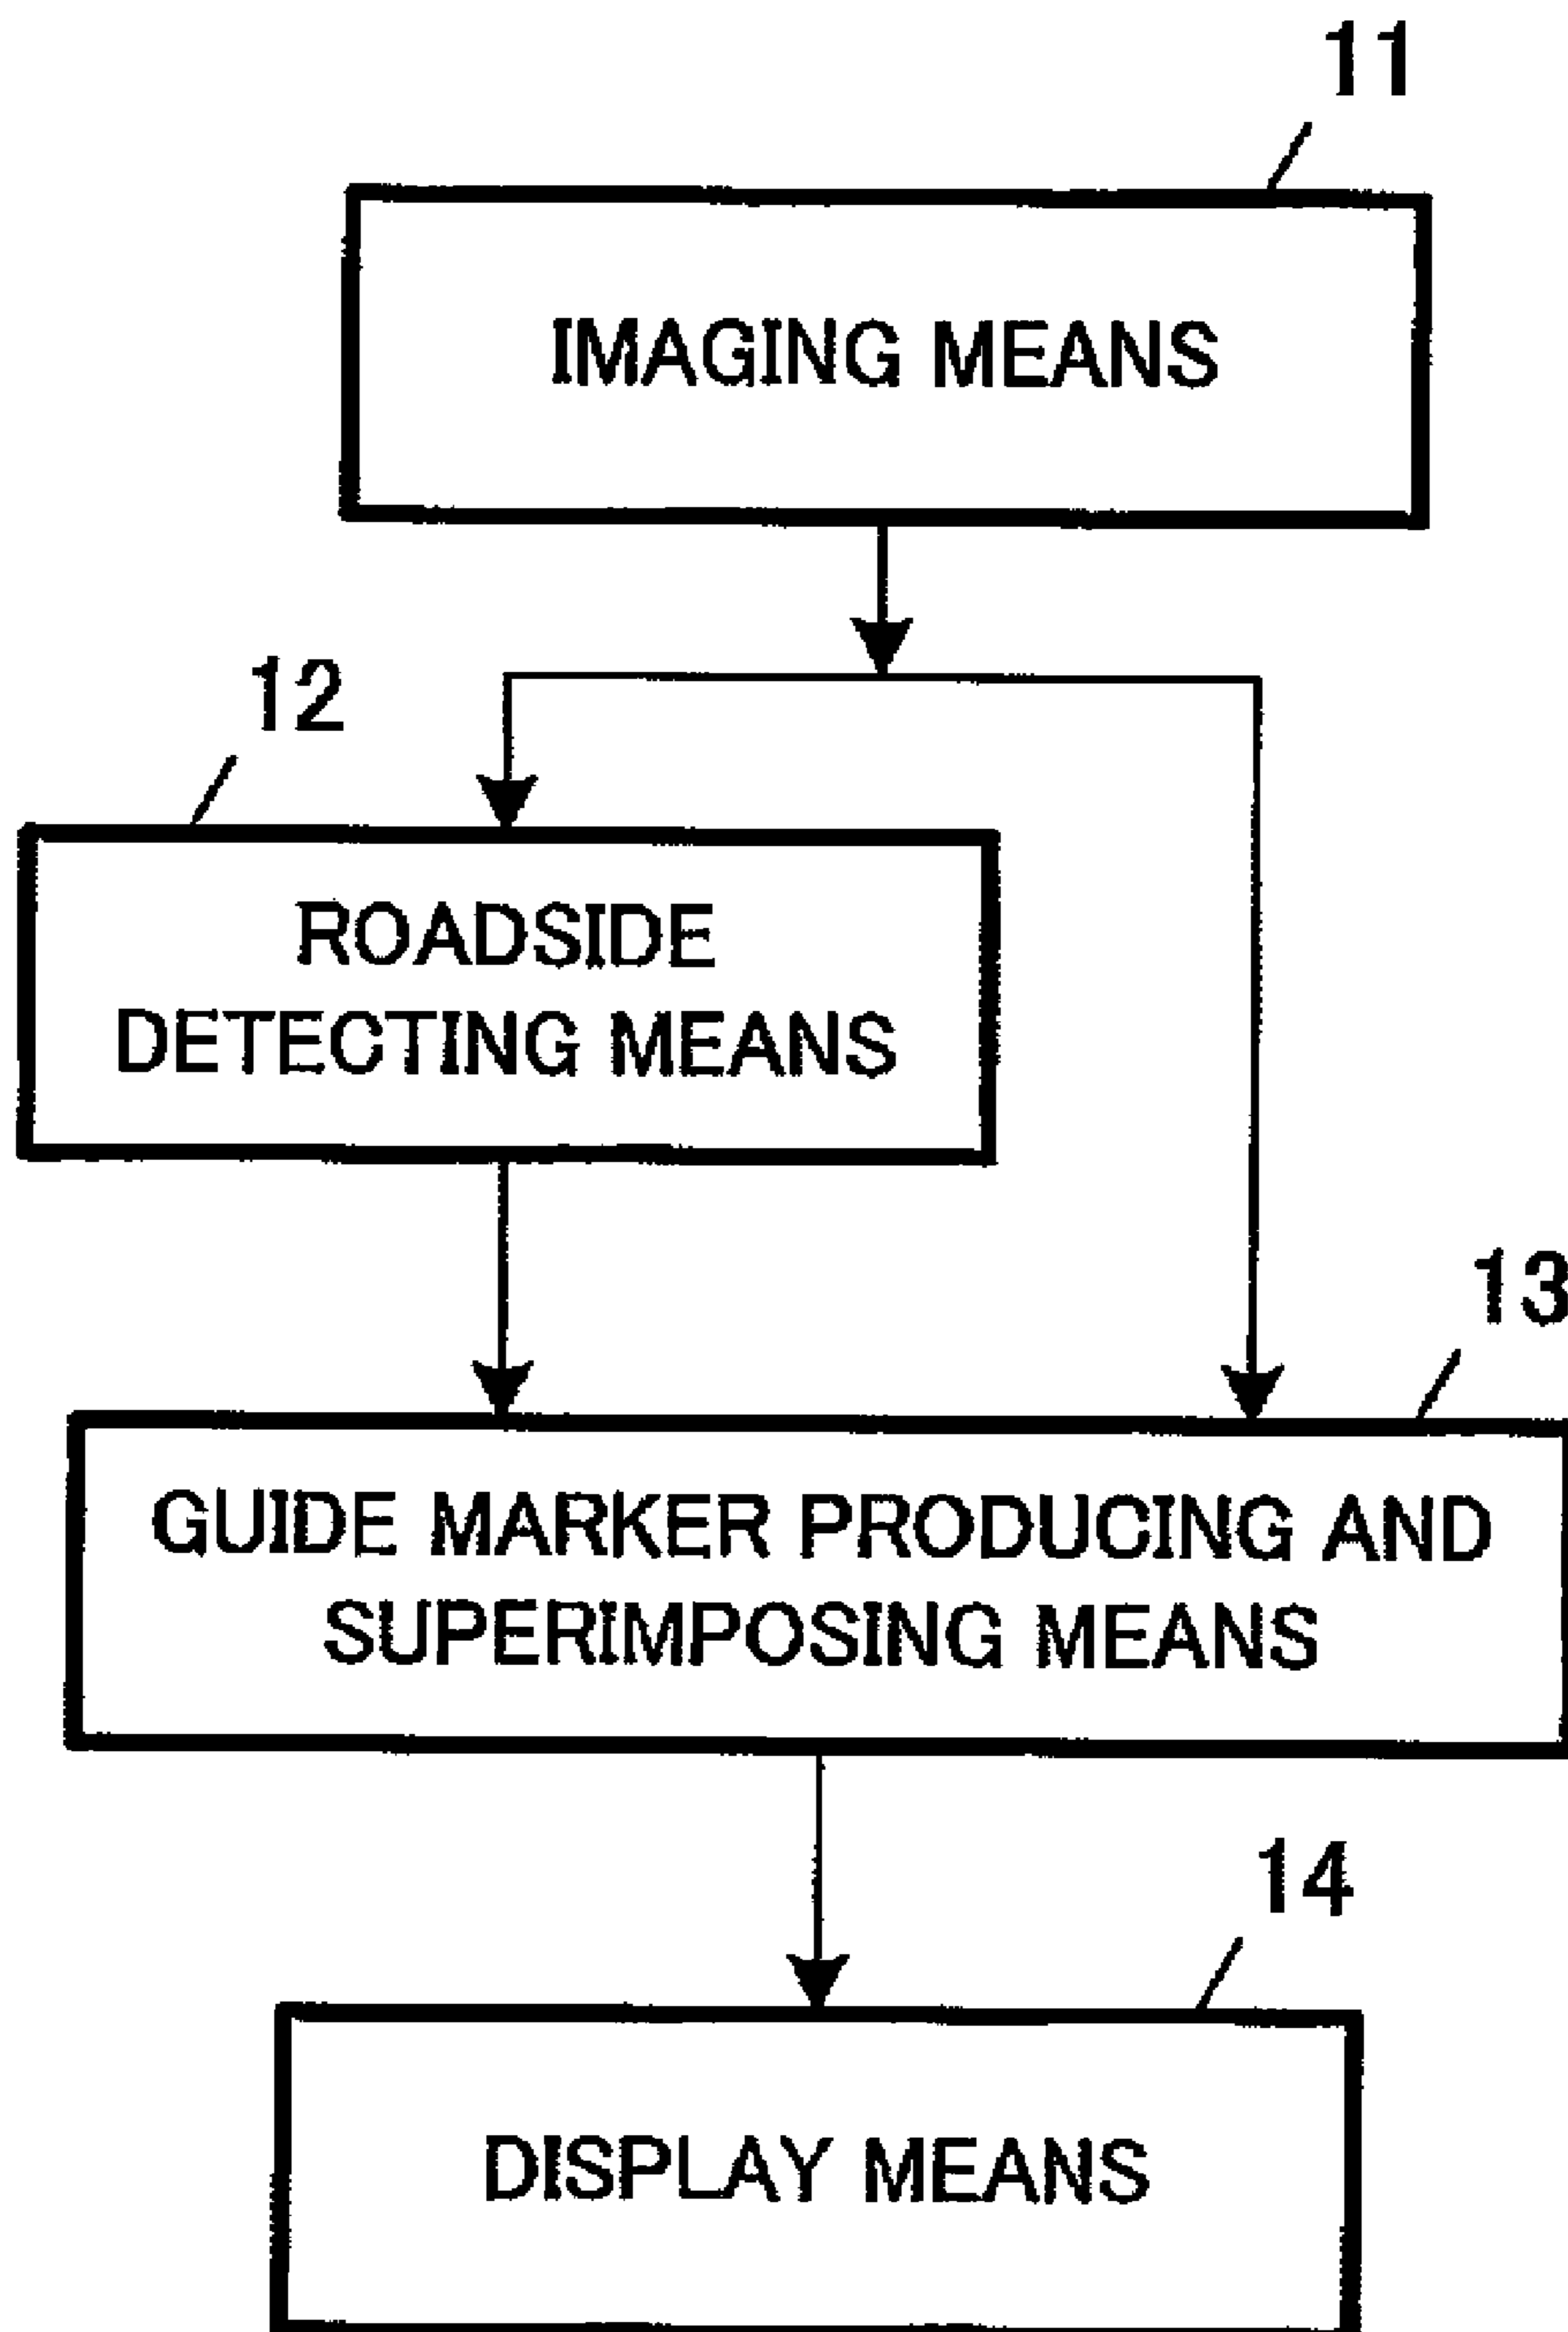 11
IMAGING MEANS
12
ROADSIDE
DETECTING MEANS
13
GUIDE MARKER PRODUCING AND
SUPERIMPOSING MEANS
14
DISPLAY MEANS